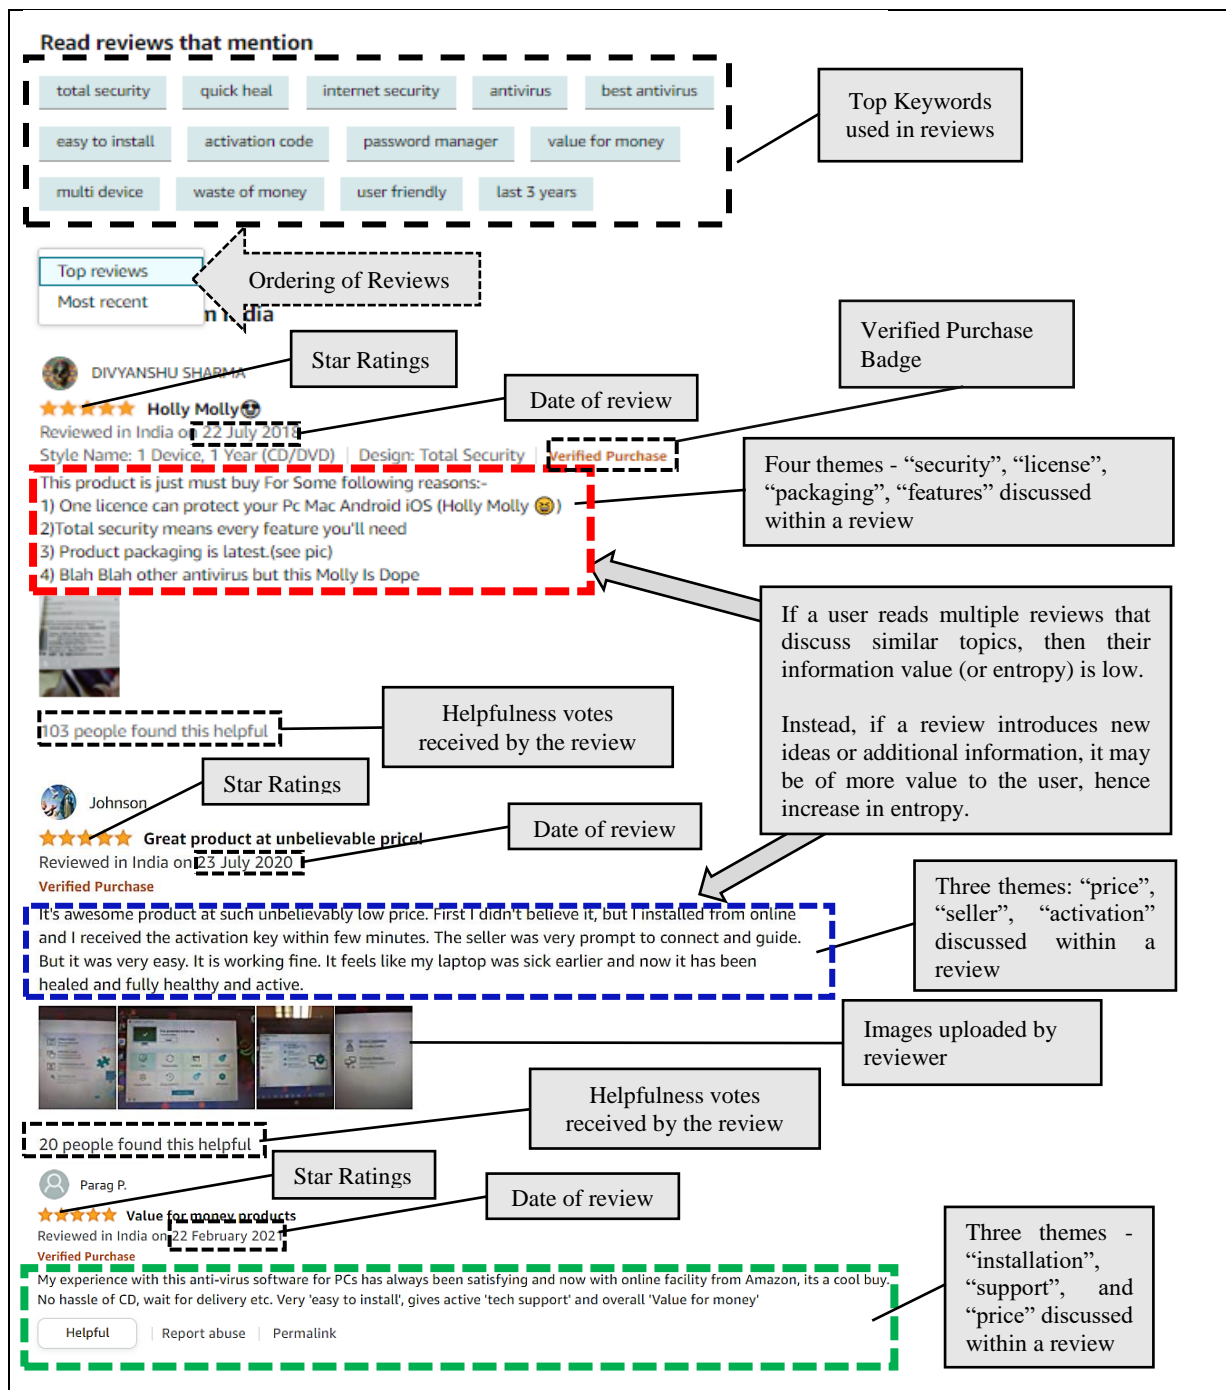 Read reviews that mention
total security quick heal internet security antivirus best antivirus
easy to install activation code password manager value for money
multi device waste of money user friendly last 3 years
Top Keywords
used in reviews
Top reviews
Most recent
Ordering of Reviews
n India
Verified Purchase
Badge
Star Ratings
DIVYANSHU SHARMA
Date of review
Holly Molly
Reviewed in India on 22 July 2018
Style Name: 1 Device, 1 Year (CD/DVD) | Design: Total Security | Verified Purchase
This product is just must buy For Some following reasons:-
1) One licence can protect your Pc Mac Android iOS (Holly Molly 😆)
2)Total security means every feature you'll need
3) Product packaging is latest.(see pic)
4) Blah Blah other antivirus but this Molly Is Dope
Four themes - “security”, “license”,
“packaging”, “features” discussed
within a review
If a user reads multiple reviews that
discuss similar topics, then their
information value (or entropy) is low.
Instead, if a review introduces new
ideas or additional information, it may
be of more value to the user, hence
increase in entropy.
103 people found this helpful
Helpfulness votes
received by the review
Star Ratings
Johnson
Great product at unbelievable price!
Date of review
Reviewed in India on 23 July 2020
Verified Purchase
It's awesome product at such unbelievably low price. First I didn't believe it, but I installed from online
and I received the activation key within few minutes. The seller was very prompt to connect and guide.
But it was very easy. It is working fine. It feels like my laptop was sick earlier and now it has been
healed and fully healthy and active.
Three themes: “price”,
“seller”, “activation”
discussed within a
review
Images uploaded by
reviewer
Helpfulness votes
received by the review
20 people found this helpful
Star Ratings
Parag P.
Date of review
Value for money products
Reviewed in India on 22 February 2021
Verified Purchase
My experience with this anti-virus software for PCs has always been satisfying and now with online facility from Amazon, its a cool buy.
No hassle of CD, wait for delivery etc. Very 'easy to install', gives active 'tech support' and overall 'Value for money'
Helpful | Report abuse | Permalink
Three themes -
“installation”,
“support”, and
“price” discussed
within a review